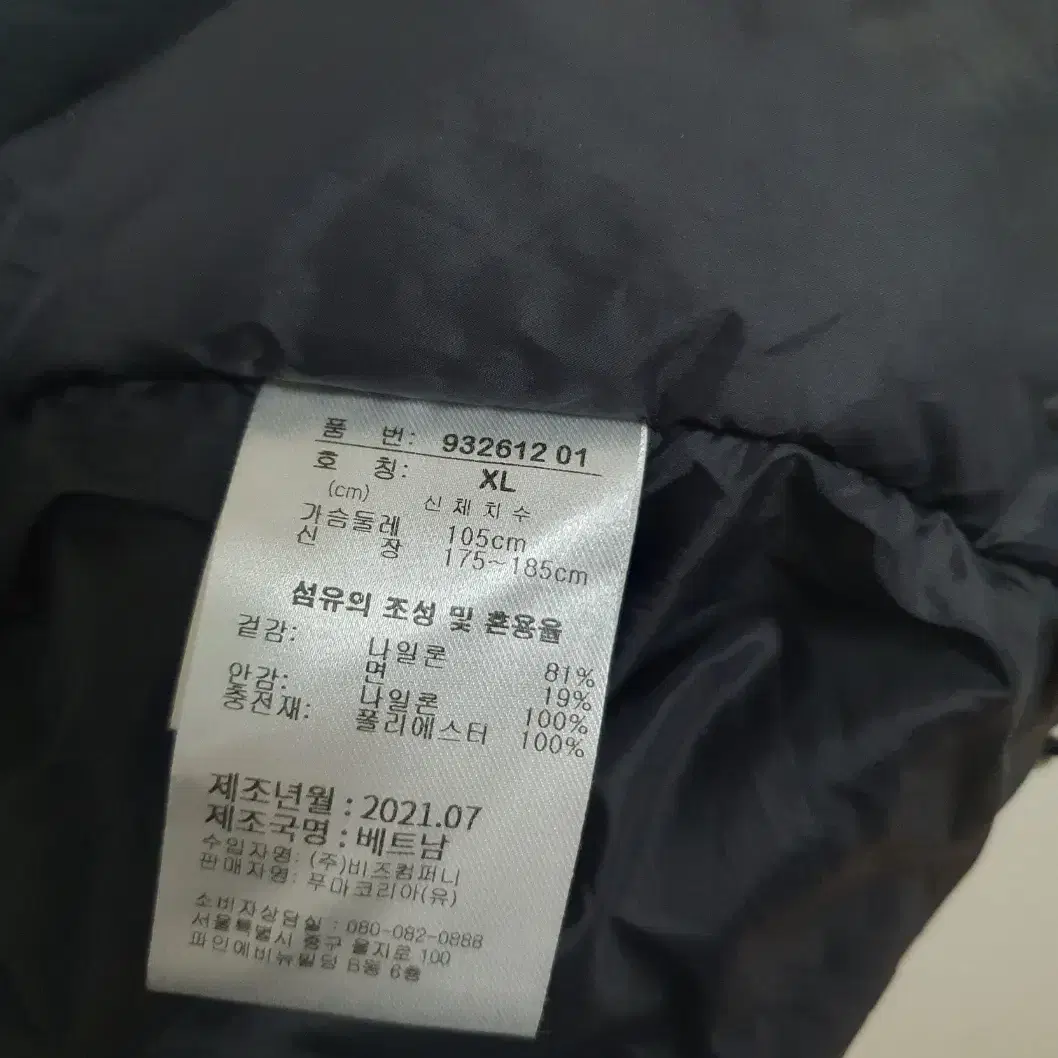 품 번: 932612 01
호 칭: XL
(cm) 신체치수
가슴둘레 105cm
신 장 175~185cm
섬유의 조성 및 혼용율
겉감: 나일론 81%
면 19%
안감: 나일론 100%
충전재: 폴리에스터 100%
제조년월 : 2021.07
제조국명 : 베트남
수입자명: (주)비즈컴퍼니
판매자명: 푸마코리아(유)
소비자상담실 : 080-082-0888
서울특별시 중구 을지로 100
파인에비뉴빌딩 B동 6층